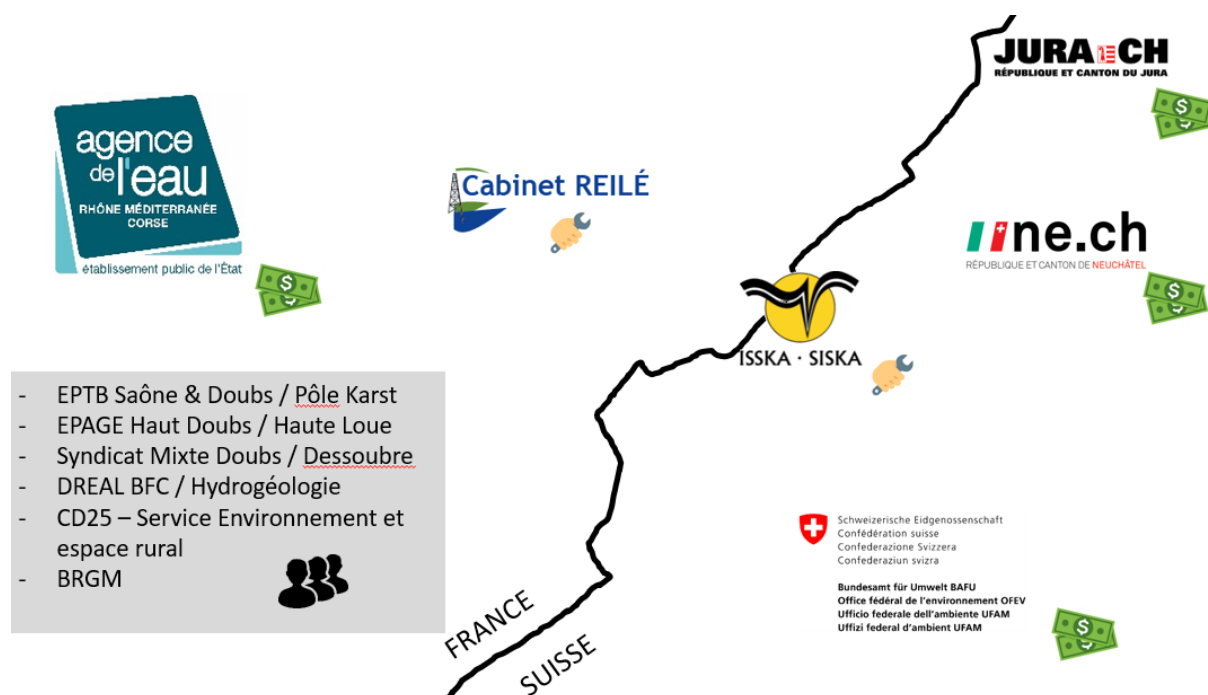 JURA CH
RÉPUBLIQUE ET CANTON DU JURA
agence
de l'eau
RHÔNE MÉDITERRANÉE
CORSE
établissement public de l'État
Cabinet REILÉ
ne.ch
RÉPUBLIQUE ET CANTON DE NEUCHÂTEL
ISSKA · SISKA
- EPTB Saône & Doubs / Pôle Karst
- EPAGE Haut Doubs / Haute Loue
- Syndicat Mixte Doubs / Dessoubre
- DREAL BFC / Hydrogéologie
- CD25 – Service Environnement et
espace rural
- BRGM
Schweizerische Eidgenossenschaft
Confédération suisse
Confederazione Svizzera
Confederaziun svizra
Bundesamt für Umwelt BAFU
Office fédéral de l'environnement OFEV
Ufficio federale dell'ambiente UFAM
Uffizi federal d'ambient UFAM
FRANCE
SUISSE